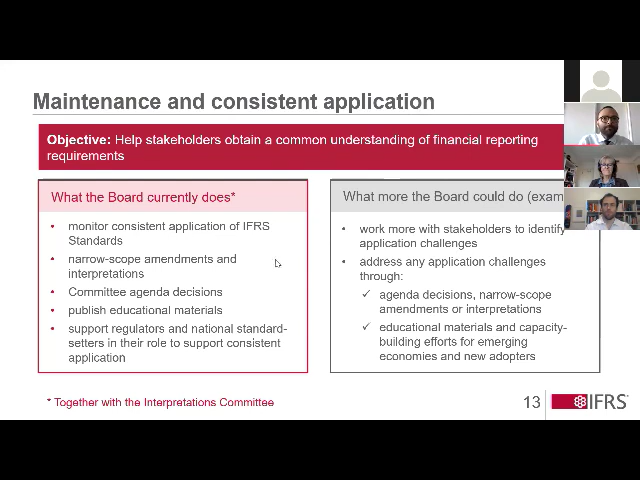 Maintenance and consistent application
Objective: Help stakeholders obtain a common understanding of financial reporting
requirements
What the Board currently does*
• monitor consistent application of IFRS
Standards
• narrow-scope amendments and
interpretations
• Committee agenda decisions
• publish educational materials
• support regulators and national standard-
setters in their role to support consistent
application
What more the Board could do (exam
• work more with stakeholders to identify
application challenges
• address any application challenges
through:
✓ agenda decisions, narrow-scope
amendments or interpretations
✓ educational materials and capacity-
building efforts for emerging
economies and new adopters
* Together with the Interpretations Committee
13
IFRS